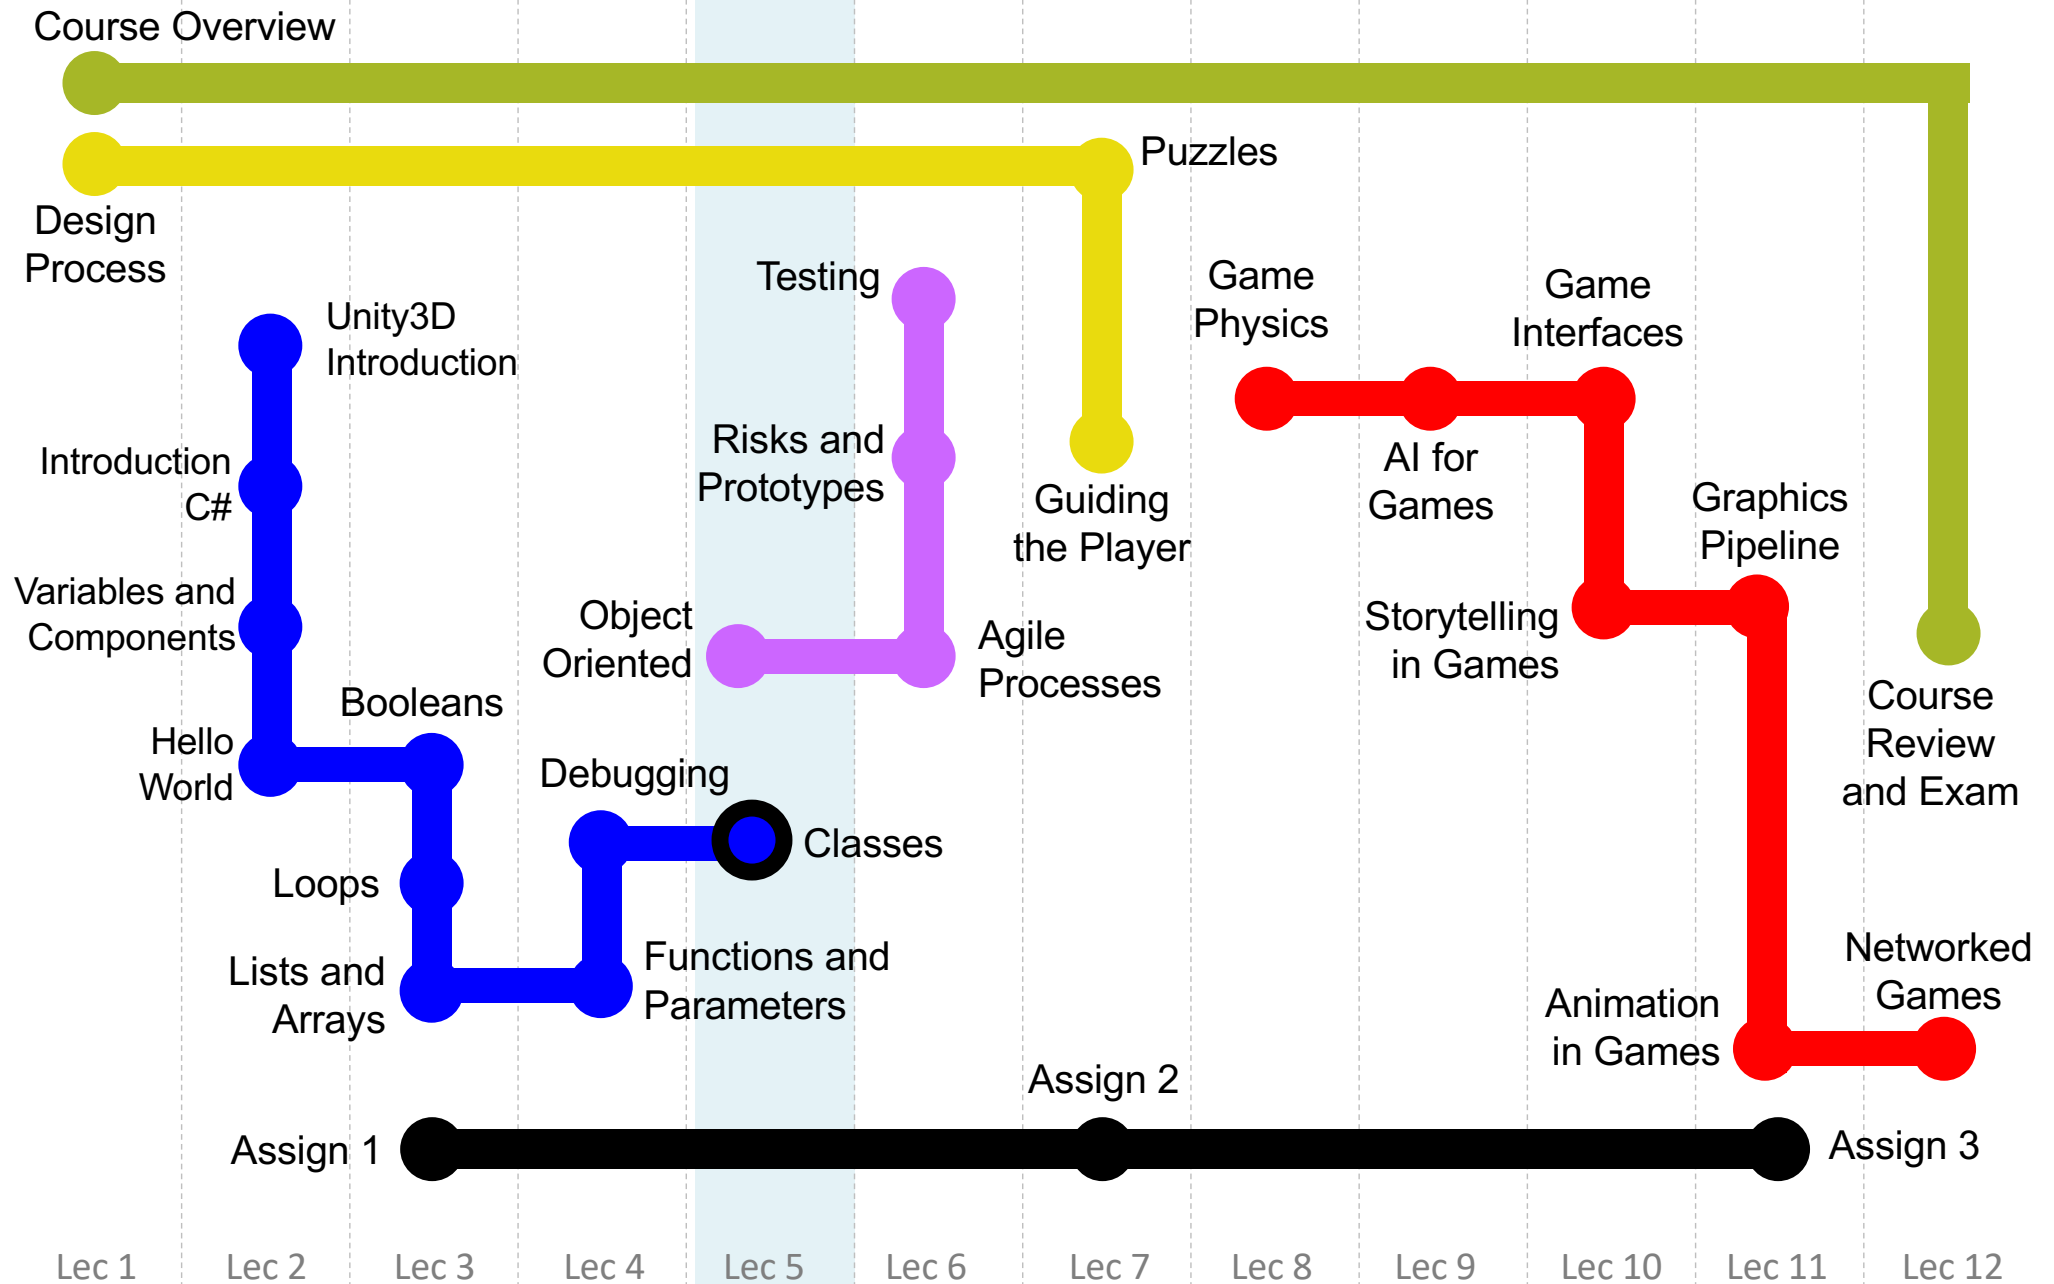 Course Overview
Design
Process
Puzzles
Unity3D
Introduction
Testing
Game
Physics
Game
Interfaces
Introduction
C#
Risks and
Prototypes
Guiding
the Player
AI for
Games
Graphics
Pipeline
Variables and
Components
Object
Oriented
Agile
Processes
Storytelling
in Games
Course
Review
and Exam
Hello
World
Booleans
Debugging
Classes
Loops
Lists and
Arrays
Functions and
Parameters
Animation
in Games
Networked
Games
Assign 1
Assign 2
Assign 3
Lec 1
Lec 2
Lec 3
Lec 4
Lec 5
Lec 6
Lec 7
Lec 8
Lec 9
Lec 10
Lec 11
Lec 12